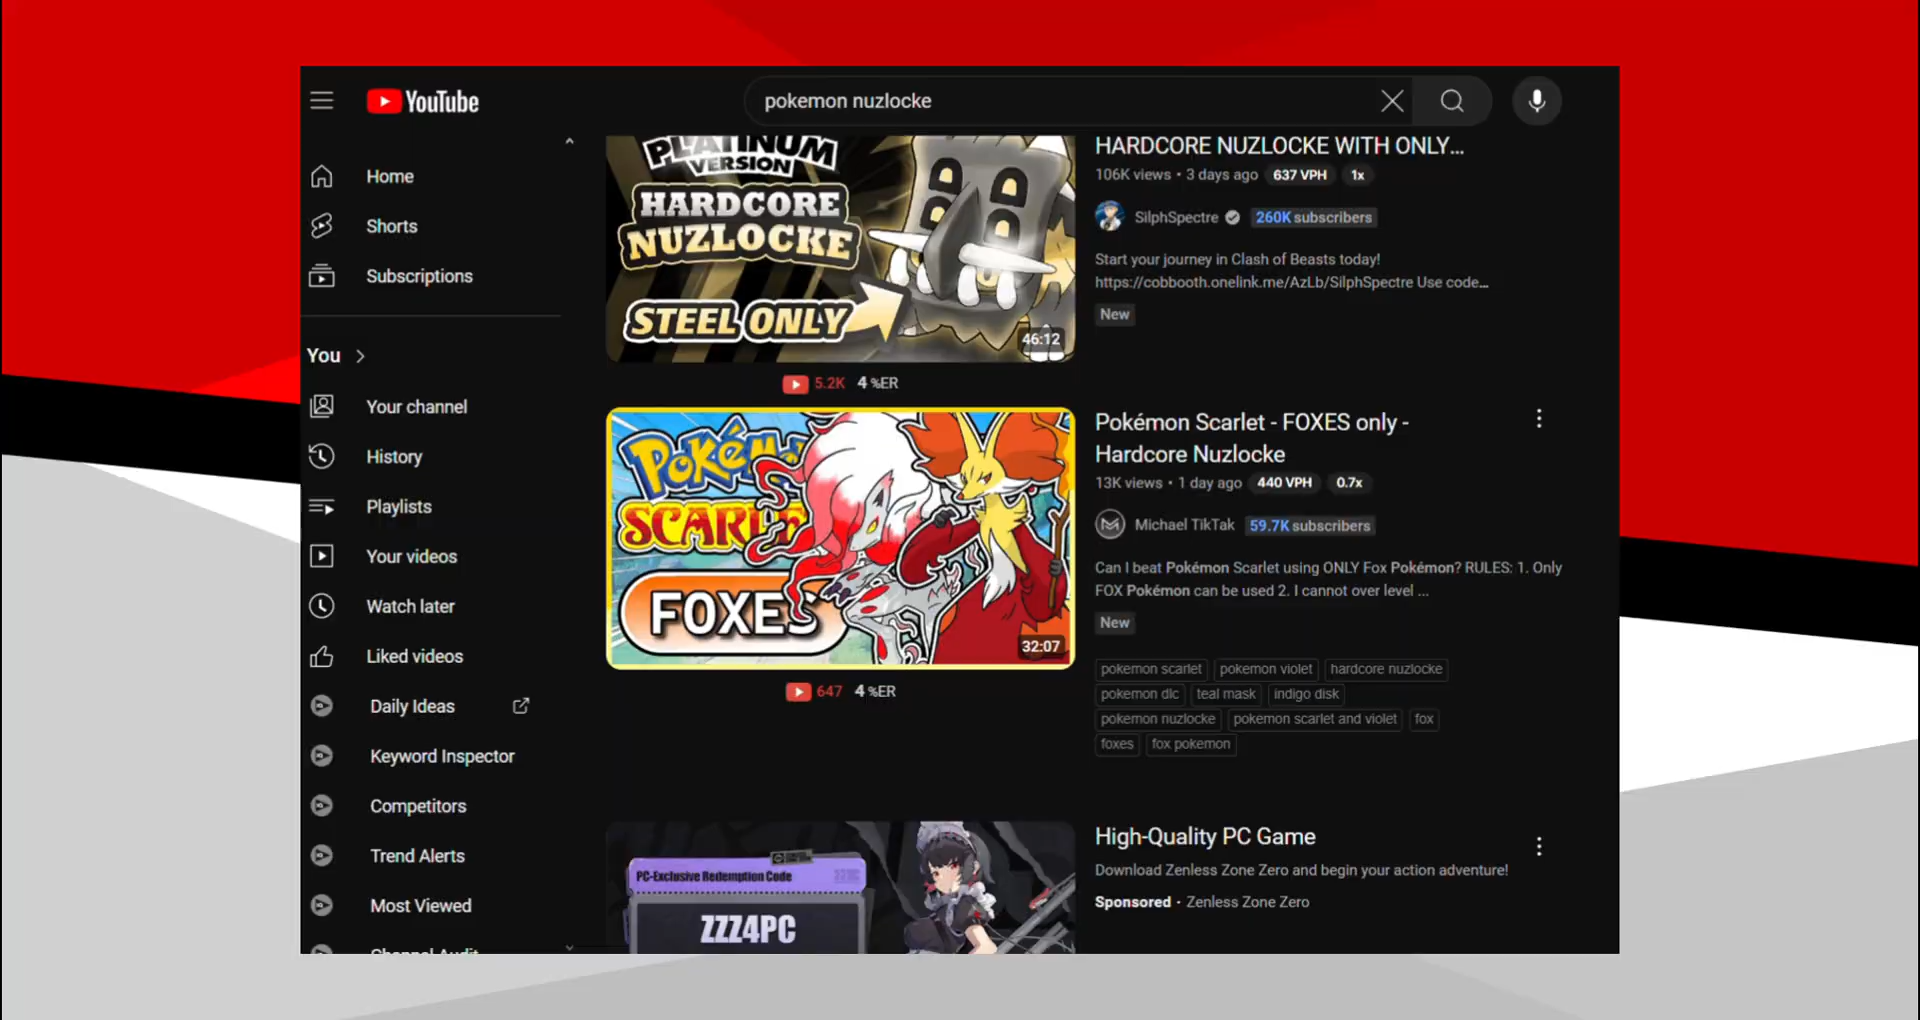 YouTube
pokemon nuzlocke
Home
Shorts
Subscriptions
You
Your channel
History
Playlists
Your videos
Watch later
Liked videos
Daily Ideas
Keyword Inspector
Competitors
Trend Alerts
Most Viewed
Channel Audit
PLATINUM
VERSION
HARDCORE
NUZLOCKE
STEEL ONLY
46:12
5.2K 4 %ER
HARDCORE NUZLOCKE WITH ONLY...
106K views • 3 days ago 637 VPH 1x
SilphSpectre 260K subscribers
Start your journey in Clash of Beasts today!
https://cobbooth.onelink.me/AzLb/SilphSpectre Use code...
New
POKÉM
SCARLE
FOXES
32:07
647 4 %ER
Pokémon Scarlet - FOXES only -
Hardcore Nuzlocke
13K views • 1 day ago 440 VPH 0.7x
Michael TikTak 59.7K subscribers
Can I beat Pokémon Scarlet using ONLY Fox Pokémon? RULES: 1. Only
FOX Pokémon can be used 2. I cannot over level ...
New
pokemon scarlet pokemon violet hardcore nuzlocke
pokemon dlc teal mask indigo disk
pokemon nuzlocke pokemon scarlet and violet fox
foxes fox pokemon
PC-Exclusive Redemption Code
ZZZ4PC
High-Quality PC Game
Download Zenless Zone Zero and begin your action adventure!
Sponsored · Zenless Zone Zero